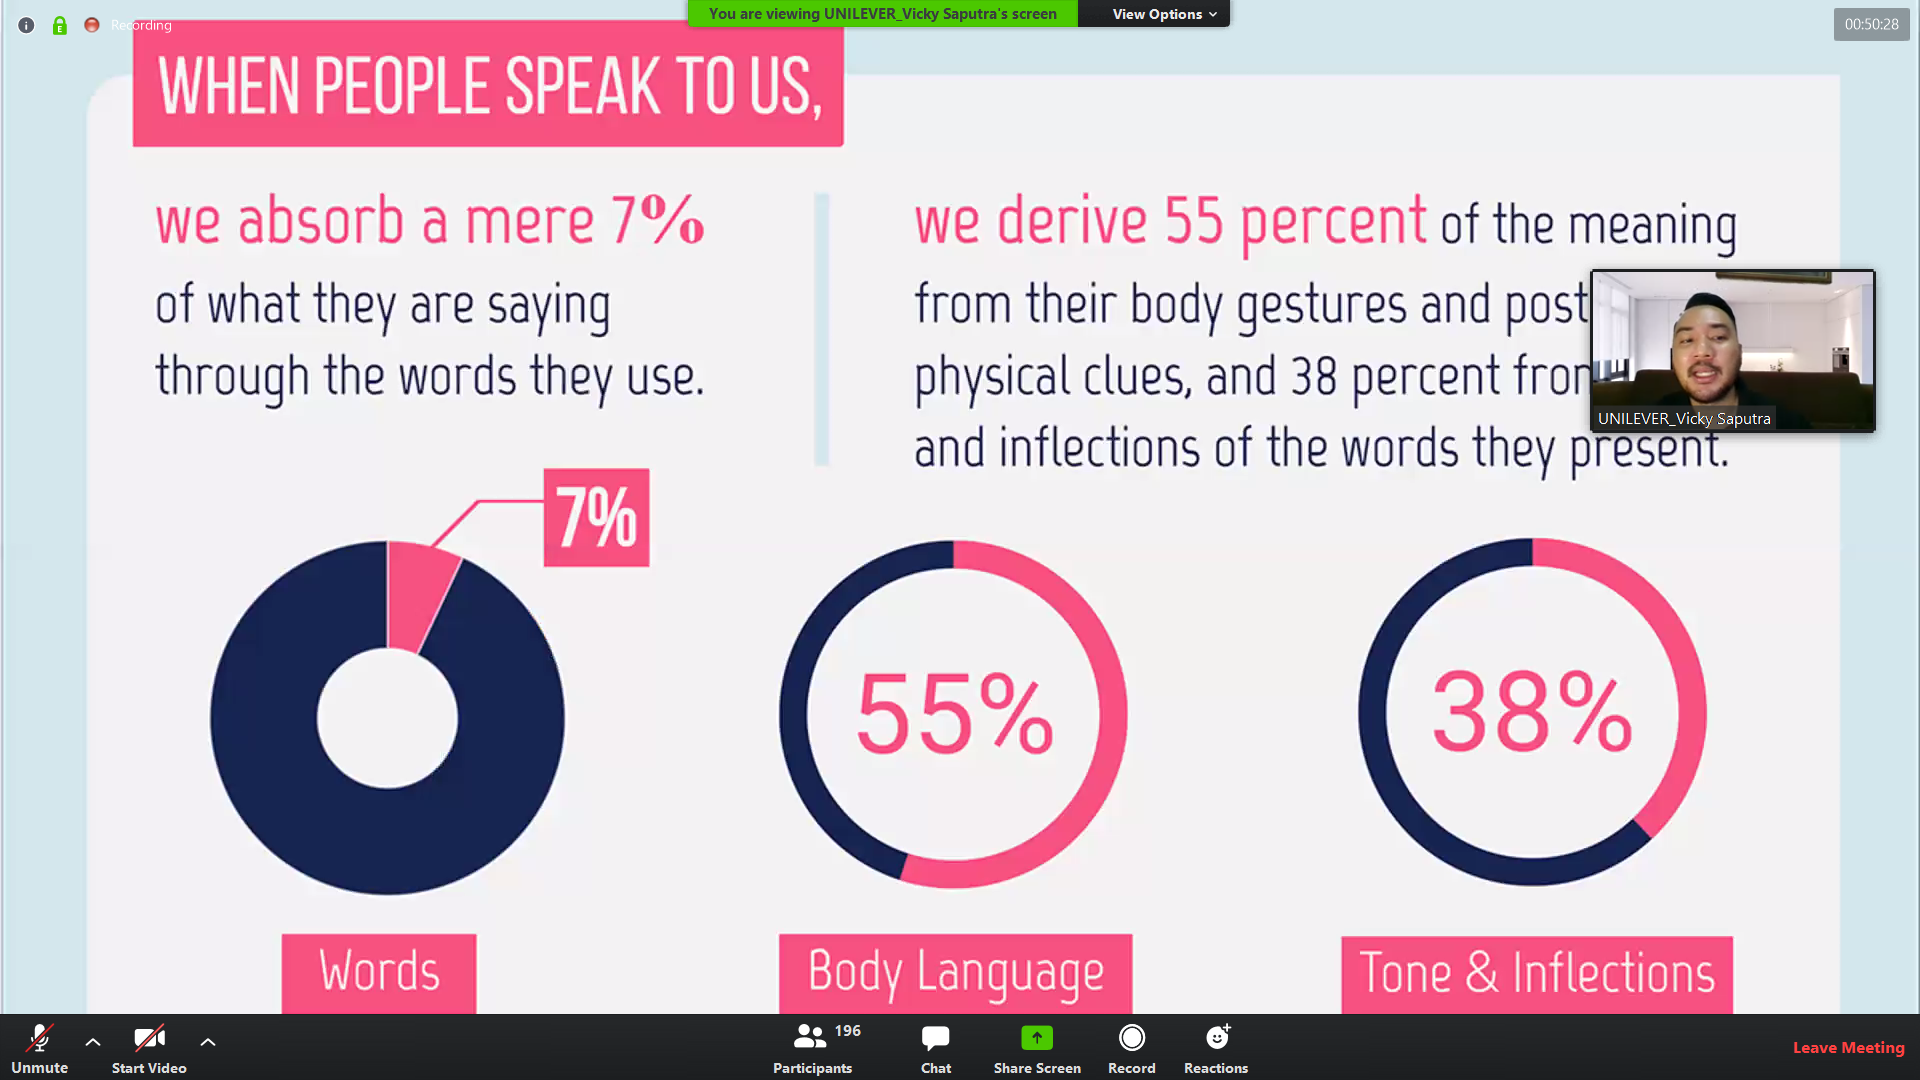 Recording
You are viewing UNILEVER_Vicky Saputra's screen
View Options
00:50:28
WHEN PEOPLE SPEAK TO US,
we absorb a mere 7%
of what they are saying
through the words they use.
we derive 55 percent of the meaning
from their body gestures and post
physical clues, and 38 percent from
and inflections of the words they present.
UNILEVER_Vicky Saputra
7%
55%
38%
Words
Body Language
Tone & Inflections
Unmute
Start Video
196
Participants
Chat
Share Screen
Record
Reactions
Leave Meeting